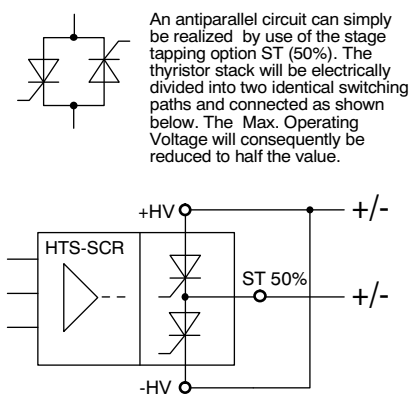 An antiparallel circuit can simply
be realized by use of the stage
tapping option ST (50%). The
thyristor stack will be electrically
divided into two identical switching
paths and connected as shown
below. The Max. Operating
Voltage will consequently be
reduced to half the value.
+HV
+/-
HTS-SCR
ST 50%
+/-
-HV